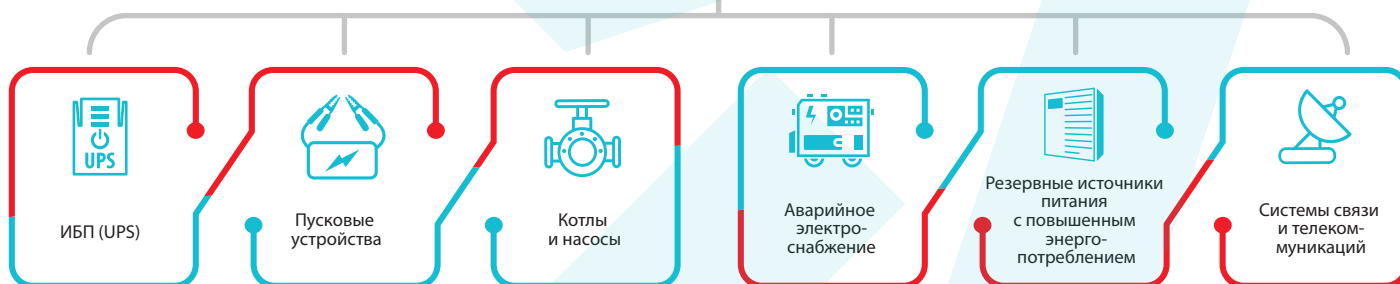 UPS
ИБП (UPS)
Пусковые
устройства
Котлы
и насосы
Аварийное
электро-
снабжение
Резервные источники
питания
с повышенным
энерго-
потреблением
Системы связи
и телеком-
муникаций